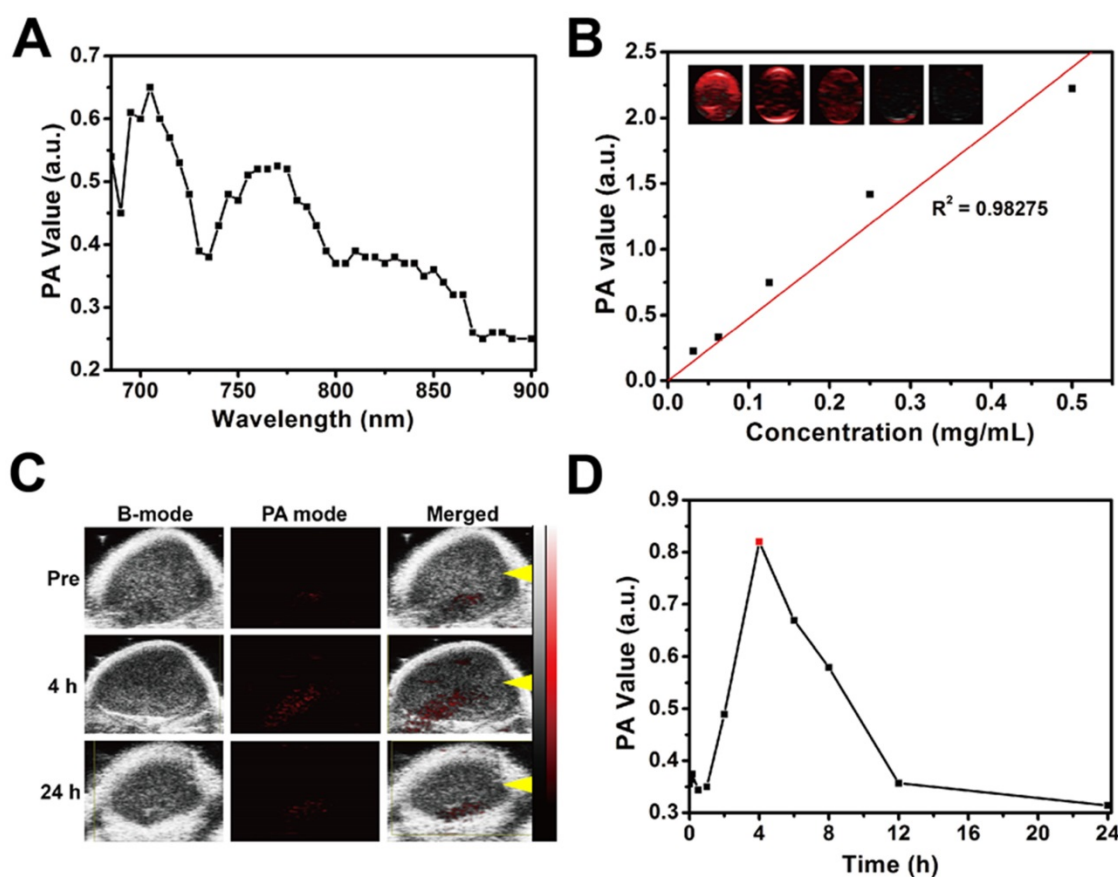 A
0.7
0.6
0.5
0.4
0.3
0.2
PA Value (a.u.)
700 750 800 850 900
Wavelength (nm)
B
2.5
2.0
1.5
1.0
0.5
0.0
PA value (a.u.)
R² = 0.98275
0.0 0.1 0.2 0.3 0.4 0.5
Concentration (mg/mL)
C
B-mode PA mode Merged
Pre
4 h
24 h
D
0.9
0.8
0.7
0.6
0.5
0.4
0.3
PA Value (a.u.)
0 4 8 12 16 20 24
Time (h)